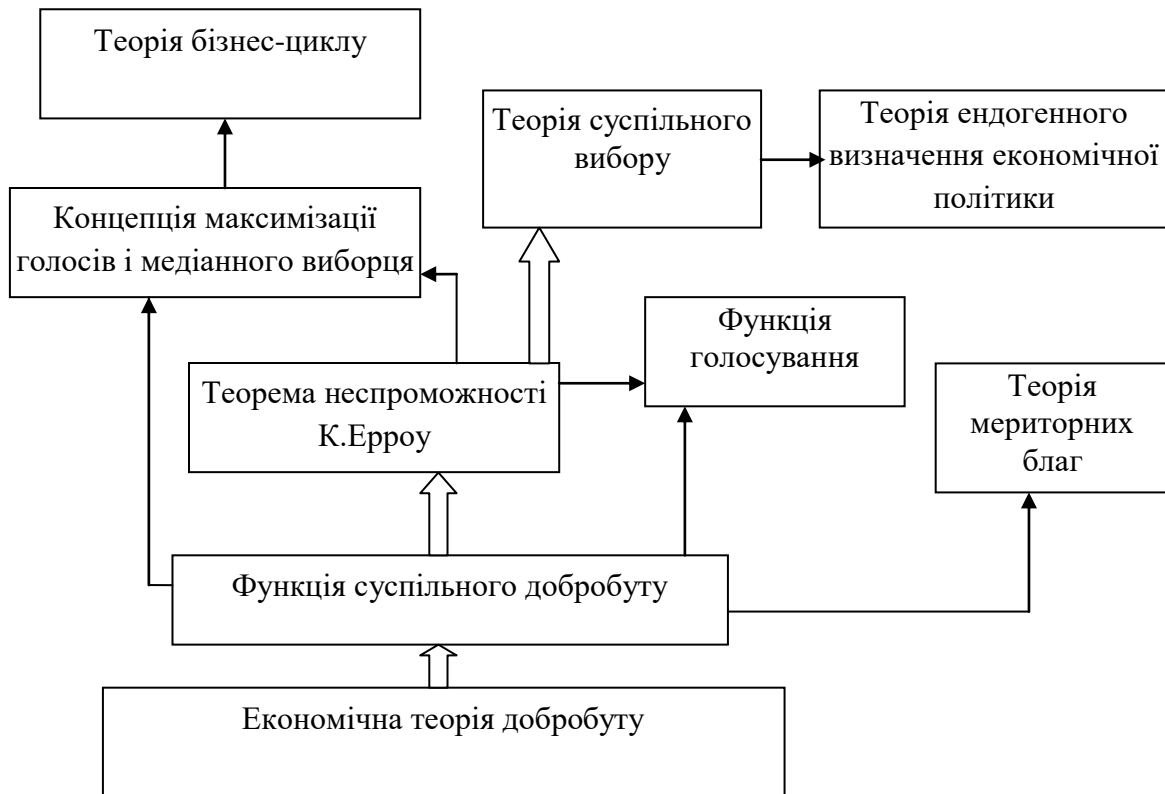 Теорія бізнес-циклу
Теорія суспільного
вибору
Теорія ендогенного
визначення економічної
політики
Концепція максимізації
голосів і медіанного виборця
Функція
голосування
Теорема неспроможності
К.Ерроу
Теорія
мериторних
благ
Функція суспільного добробуту
Економічна теорія добробуту